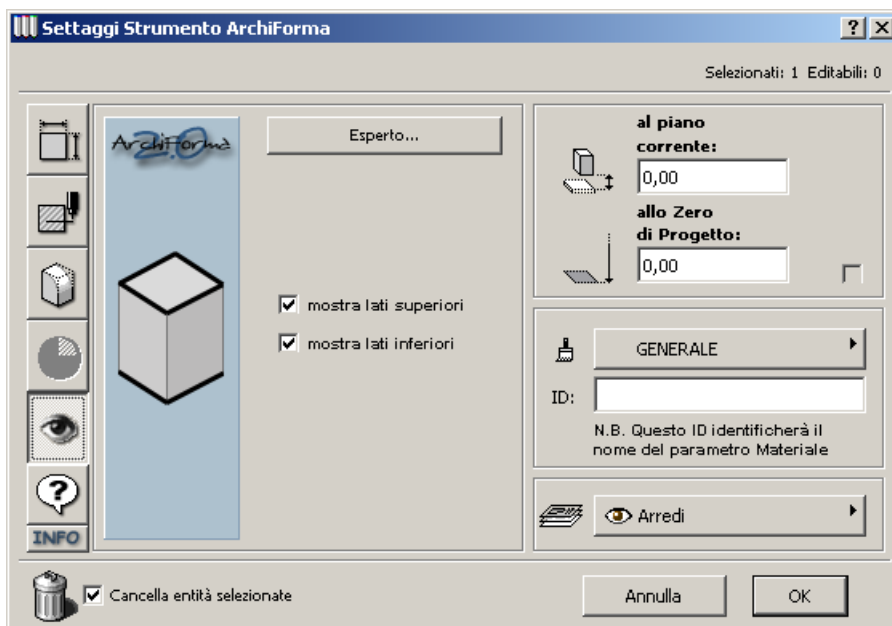 Settaggi Strumento ArchiForma
Selezionati: 1 Editabili: 0
ArchiForma
2.0
Esperto...
mostra lati superiori
mostra lati inferiori
INFO
al piano
corrente:
0,00
allo Zero
di Progetto:
0,00
GENERALE
ID:
N.B. Questo ID identificherà il
nome del parametro Materiale
Arredi
Cancella entità selezionate
Annulla
OK